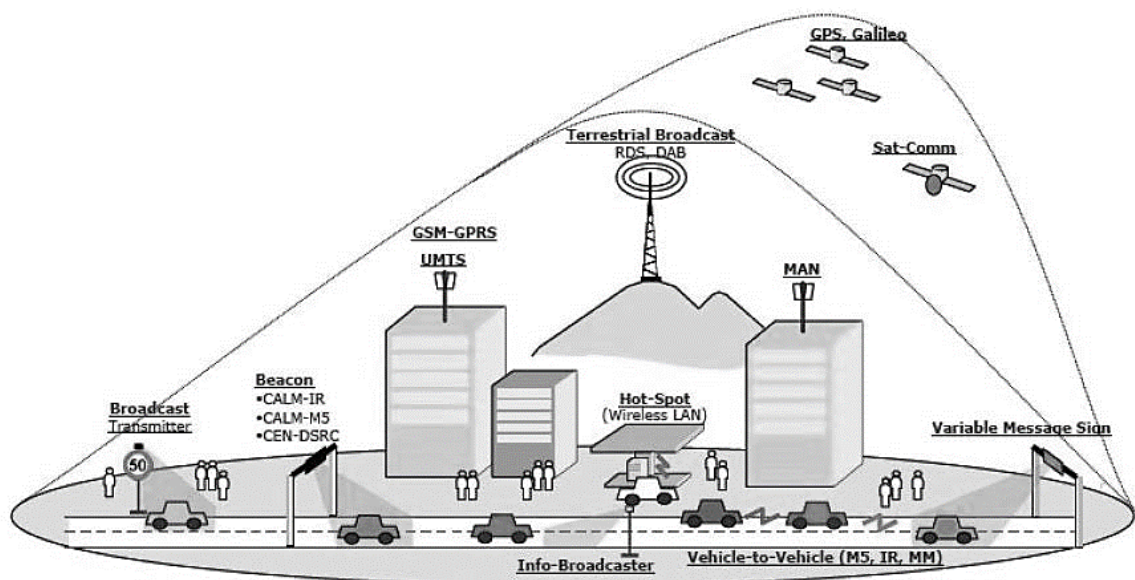 GPS, Galileo
Terrestrial Broadcast
RDS, DAB
Sat-Comm
GSM-GPRS
UMTS
MAN
Beacon
•CALM-IR
•CALM-M5
•CEN-DSRC
Broadcast
Transmitter
50
Hot-Spot
(Wireless LAN)
Variable Message Sign
Info-Broadcaster
Vehicle-to-Vehicle (M5, IR, MM)